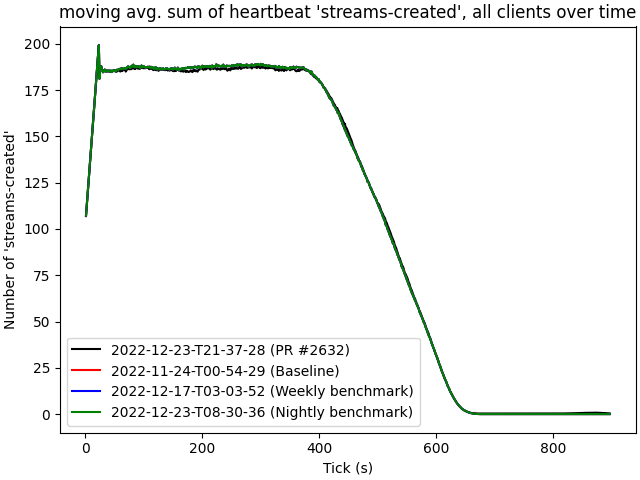 moving avg. sum of heartbeat 'streams-created', all clients over time
Number of 'streams-created'
200
175
150
125
100
75
50
25
0
2022-12-23-T21-37-28 (PR #2632)
2022-11-24-T00-54-29 (Baseline)
2022-12-17-T03-03-52 (Weekly benchmark)
2022-12-23-T08-30-36 (Nightly benchmark)
0 200 400 600 800
Tick (s)